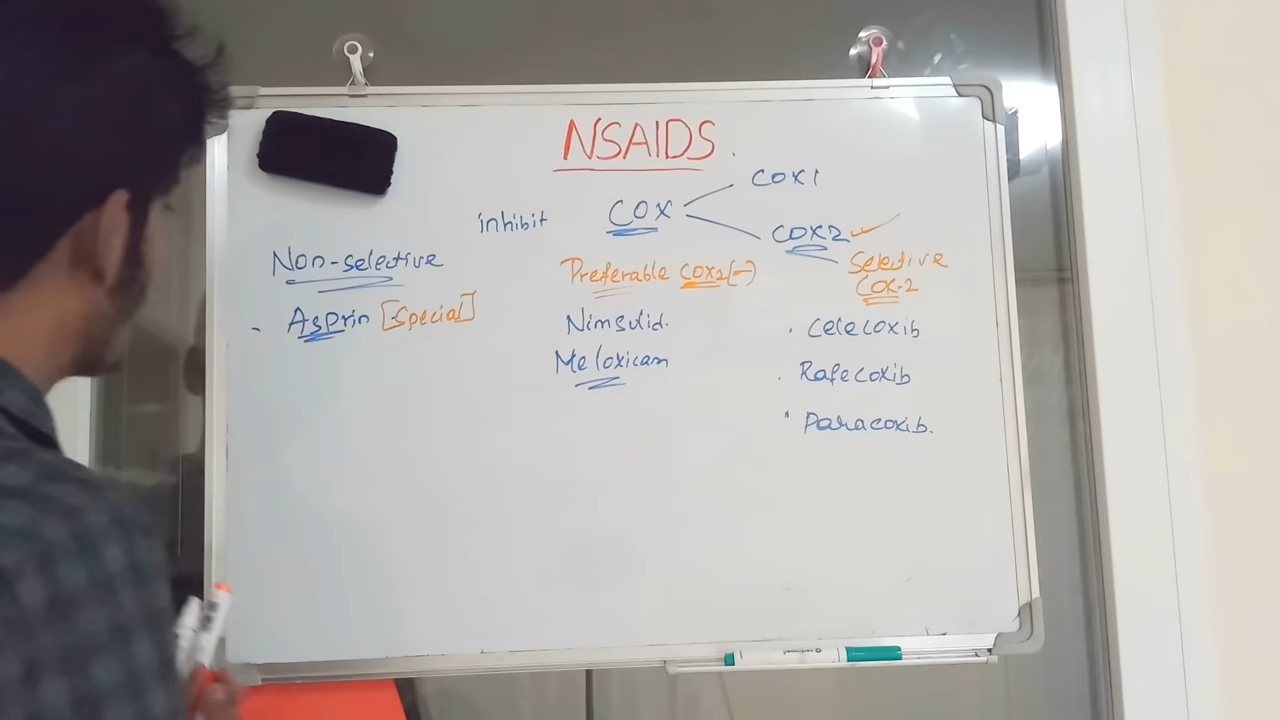 NSAIDS.
COX1
inhibit COX
COX2
Non-selective
Asprin [Special]
Preferable COX2(-)
Nimsulid.
Meloxicam
Selective
COX-2
Celecoxib
Rafecoxib
Paracoxib.